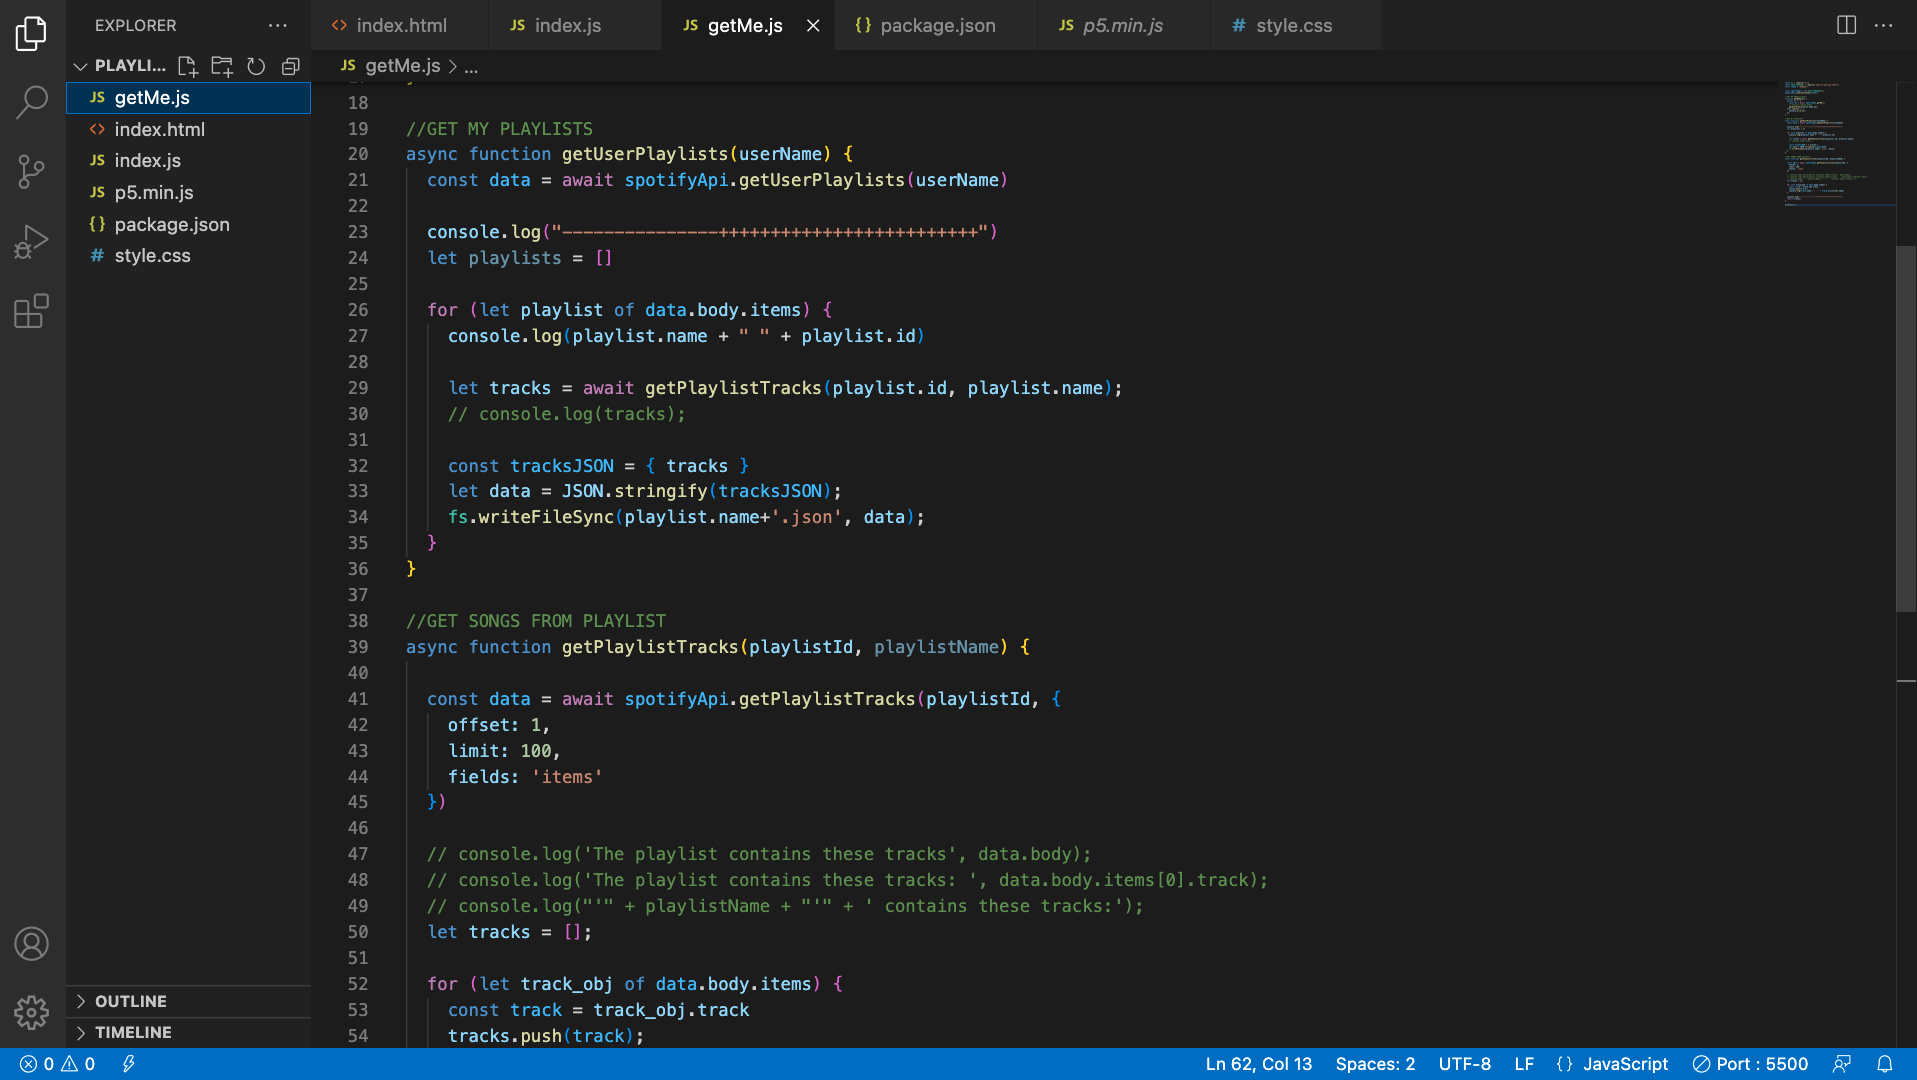 EXPLORER
PLAYLI...
JS getMe.js
<> index.html
JS index.js
JS p5.min.js
{} package.json
# style.css
OUTLINE
TIMELINE
<> index.html
JS index.js
JS getMe.js
{} package.json
JS p5.min.js
# style.css
JS getMe.js > ...
18
19 //GET MY PLAYLISTS
20 async function getUserPlaylists(userName) {
21 const data = await spotifyApi.getUserPlaylists(userName)
22
23 console.log("---------------+++++++++++++++++++++++++")
24 let playlists = []
25
26 for (let playlist of data.body.items) {
27 console.log(playlist.name + " " + playlist.id)
28
29 let tracks = await getPlaylistTracks(playlist.id, playlist.name);
30 // console.log(tracks);
31
32 const tracksJSON = { tracks }
33 let data = JSON.stringify(tracksJSON);
34 fs.writeFileSync(playlist.name+'.json', data);
35 }
36 }
37
38 //GET SONGS FROM PLAYLIST
39 async function getPlaylistTracks(playlistId, playlistName) {
40
41 const data = await spotifyApi.getPlaylistTracks(playlistId, {
42 offset: 1,
43 limit: 100,
44 fields: 'items'
45 })
46
47 // console.log('The playlist contains these tracks', data.body);
48 // console.log('The playlist contains these tracks: ', data.body.items[0].track);
49 // console.log("'" + playlistName + "'" + ' contains these tracks:');
50 let tracks = [];
51
52 for (let track_obj of data.body.items) {
53 const track = track_obj.track
54 tracks.push(track);
0 0
Ln 62, Col 13 Spaces: 2 UTF-8 LF {} JavaScript Port : 5500